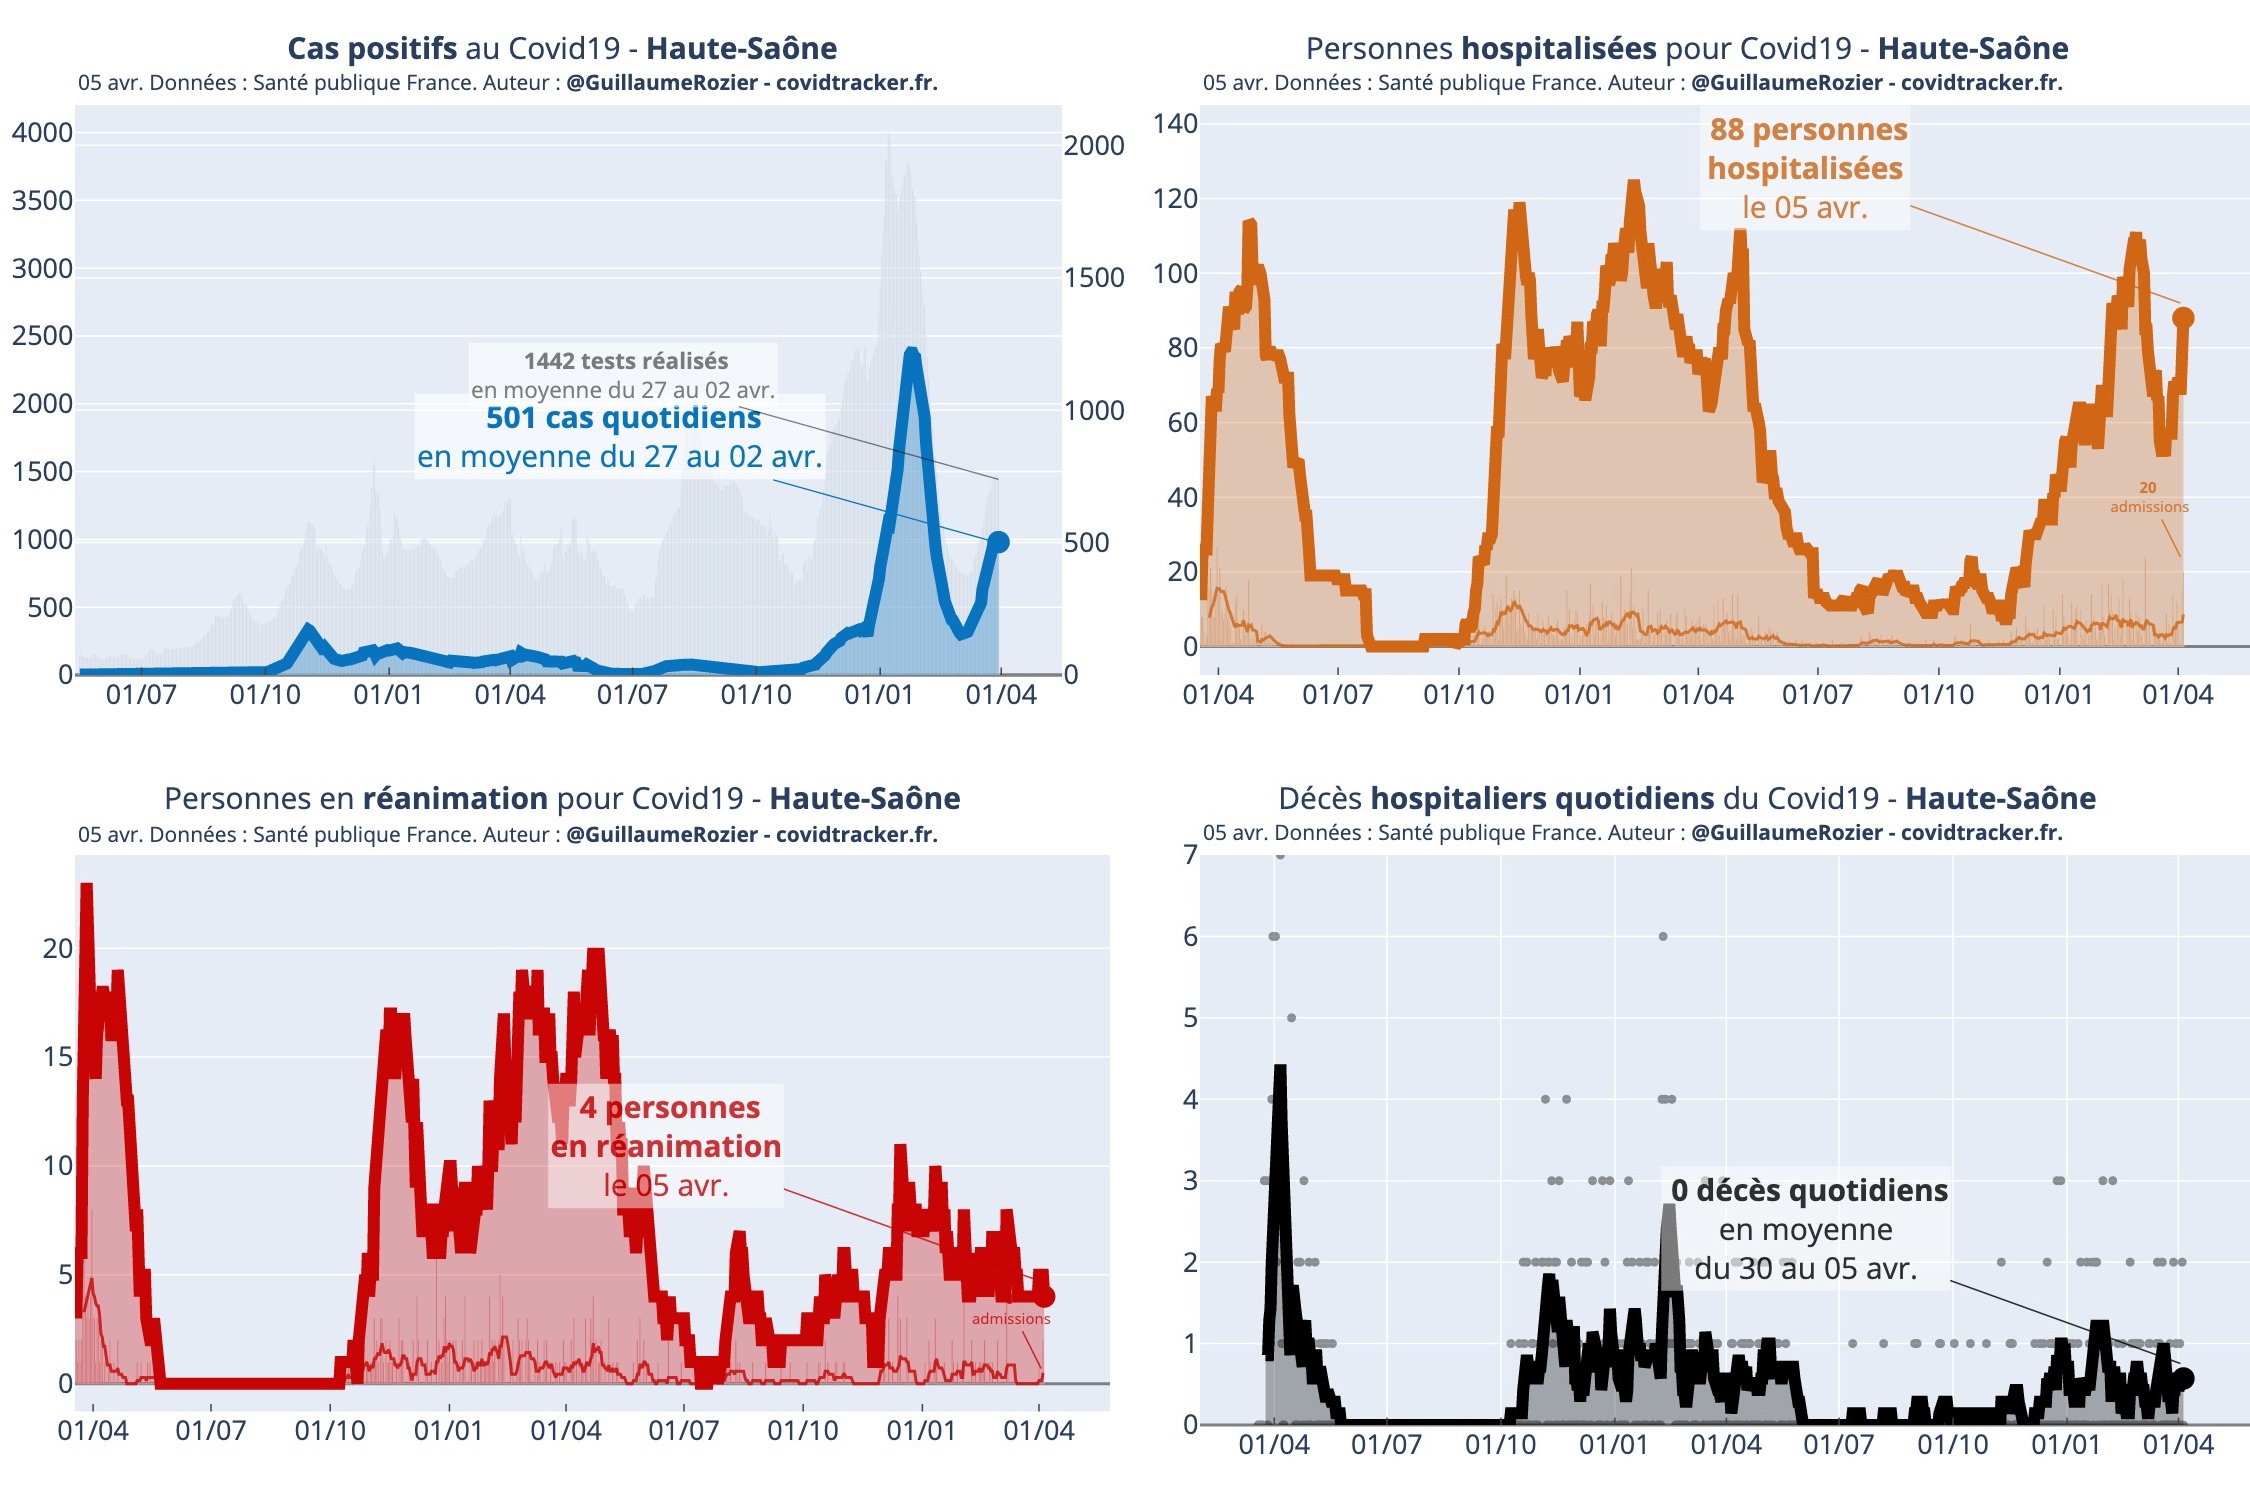 Cas positifs au Covid19 - Haute-Saône
05 avr. Données : Santé publique France. Auteur : @GuillaumeRozier - covidtracker.fr.
4000
3500
3000
2500
2000
1500
1000
500
0
2000
1500
1000
500
0
1442 tests réalisés
en moyenne du 27 au 02 avr.
501 cas quotidiens
en moyenne du 27 au 02 avr.
01/07 01/10 01/01 01/04 01/07 01/10 01/01 01/04
Personnes hospitalisées pour Covid19 - Haute-Saône
05 avr. Données : Santé publique France. Auteur : @GuillaumeRozier - covidtracker.fr.
140
120
100
80
60
40
20
0
88 personnes
hospitalisées
le 05 avr.
20
admissions
01/04 01/07 01/10 01/01 01/04 01/07 01/10 01/01 01/04
Personnes en réanimation pour Covid19 - Haute-Saône
05 avr. Données : Santé publique France. Auteur : @GuillaumeRozier - covidtracker.fr.
20
15
10
5
0
4 personnes
en réanimation
le 05 avr.
admissions
01/04 01/07 01/10 01/01 01/04 01/07 01/10 01/01 01/04
Décès hospitaliers quotidiens du Covid19 - Haute-Saône
05 avr. Données : Santé publique France. Auteur : @GuillaumeRozier - covidtracker.fr.
7
6
5
4
3
2
1
0
0 décès quotidiens
en moyenne
du 30 au 05 avr.
01/04 01/07 01/10 01/01 01/04 01/07 01/10 01/01 01/04